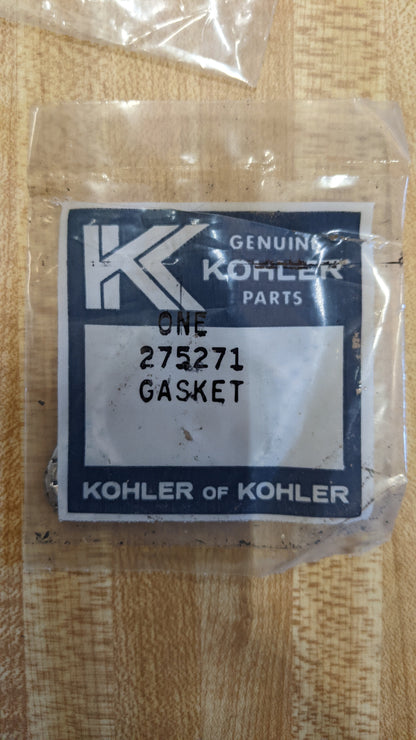 K
GENUINE
KOHLER
PARTS
ONE
275271
GASKET
KOHLER OF KOHLER